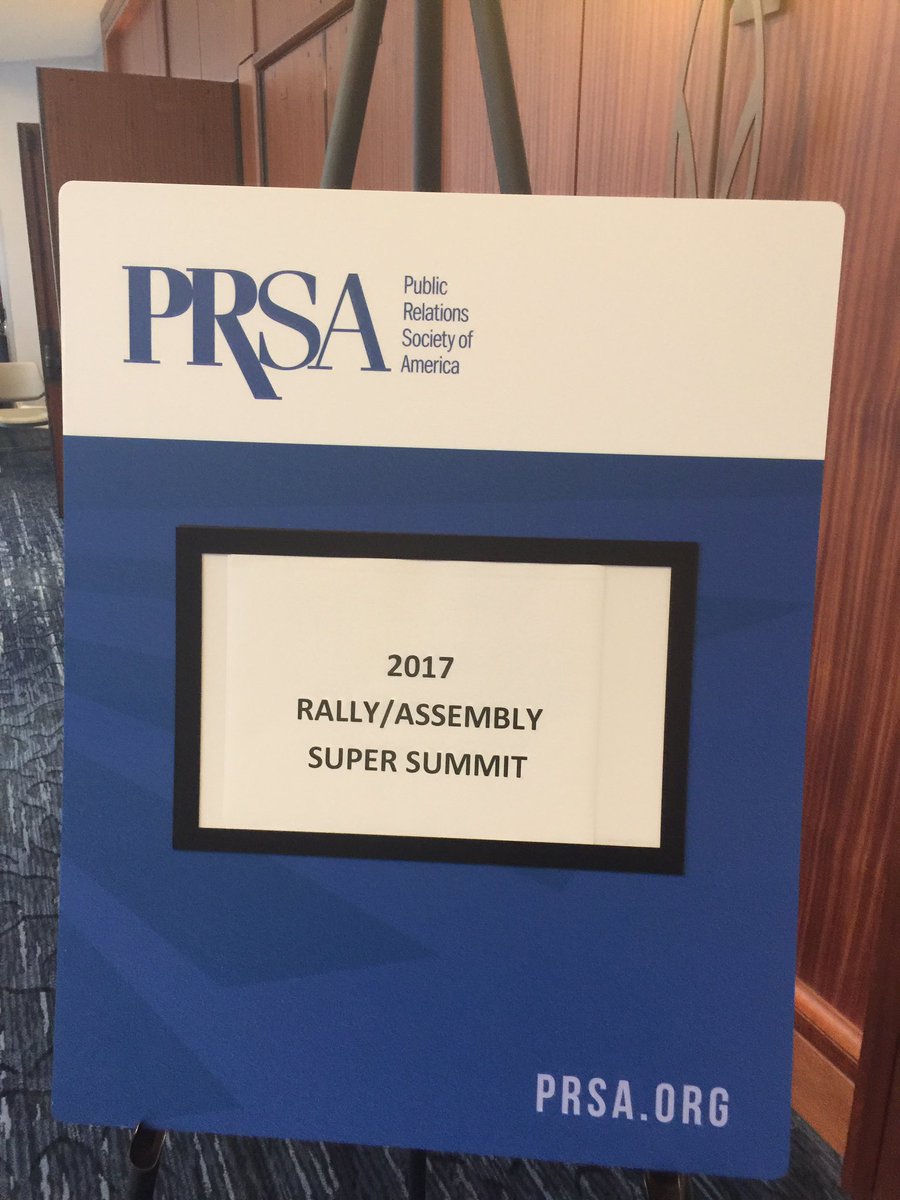 PRSA
Public
Relations
Society of
America
2017
RALLY/ASSEMBLY
SUPER SUMMIT
PRSA.ORG